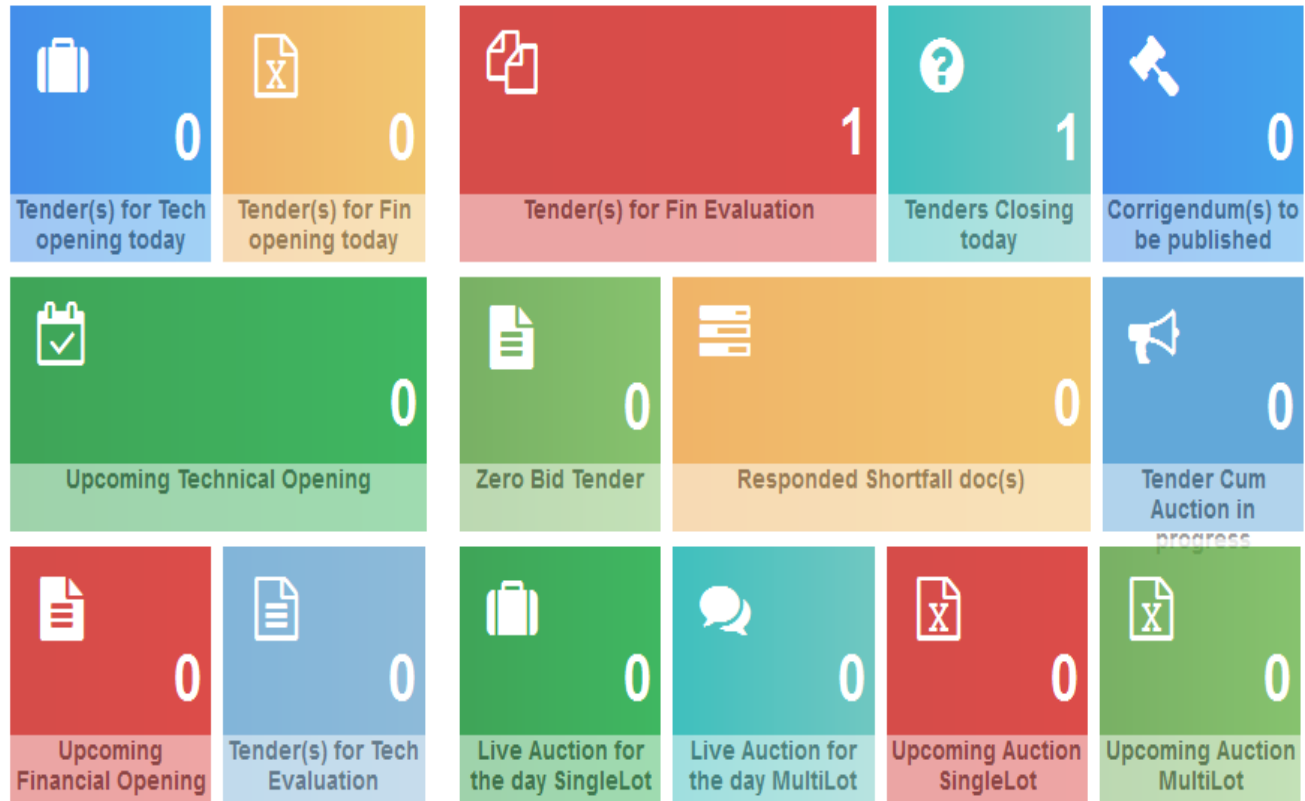 0
Tender(s) for Tech
opening today
0
Tender(s) for Fin
opening today
1
Tender(s) for Fin Evaluation
1
Tenders Closing
today
0
Corrigendum(s) to
be published
0
Upcoming Technical Opening
0
Zero Bid Tender
0
Responded Shortfall doc(s)
0
Tender Cum
Auction in
progress
0
Upcoming
Financial Opening
0
Tender(s) for Tech
Evaluation
0
Live Auction for
the day SingleLot
0
Live Auction for
the day MultiLot
X
0
Upcoming Auction
SingleLot
X
0
Upcoming Auction
MultiLot